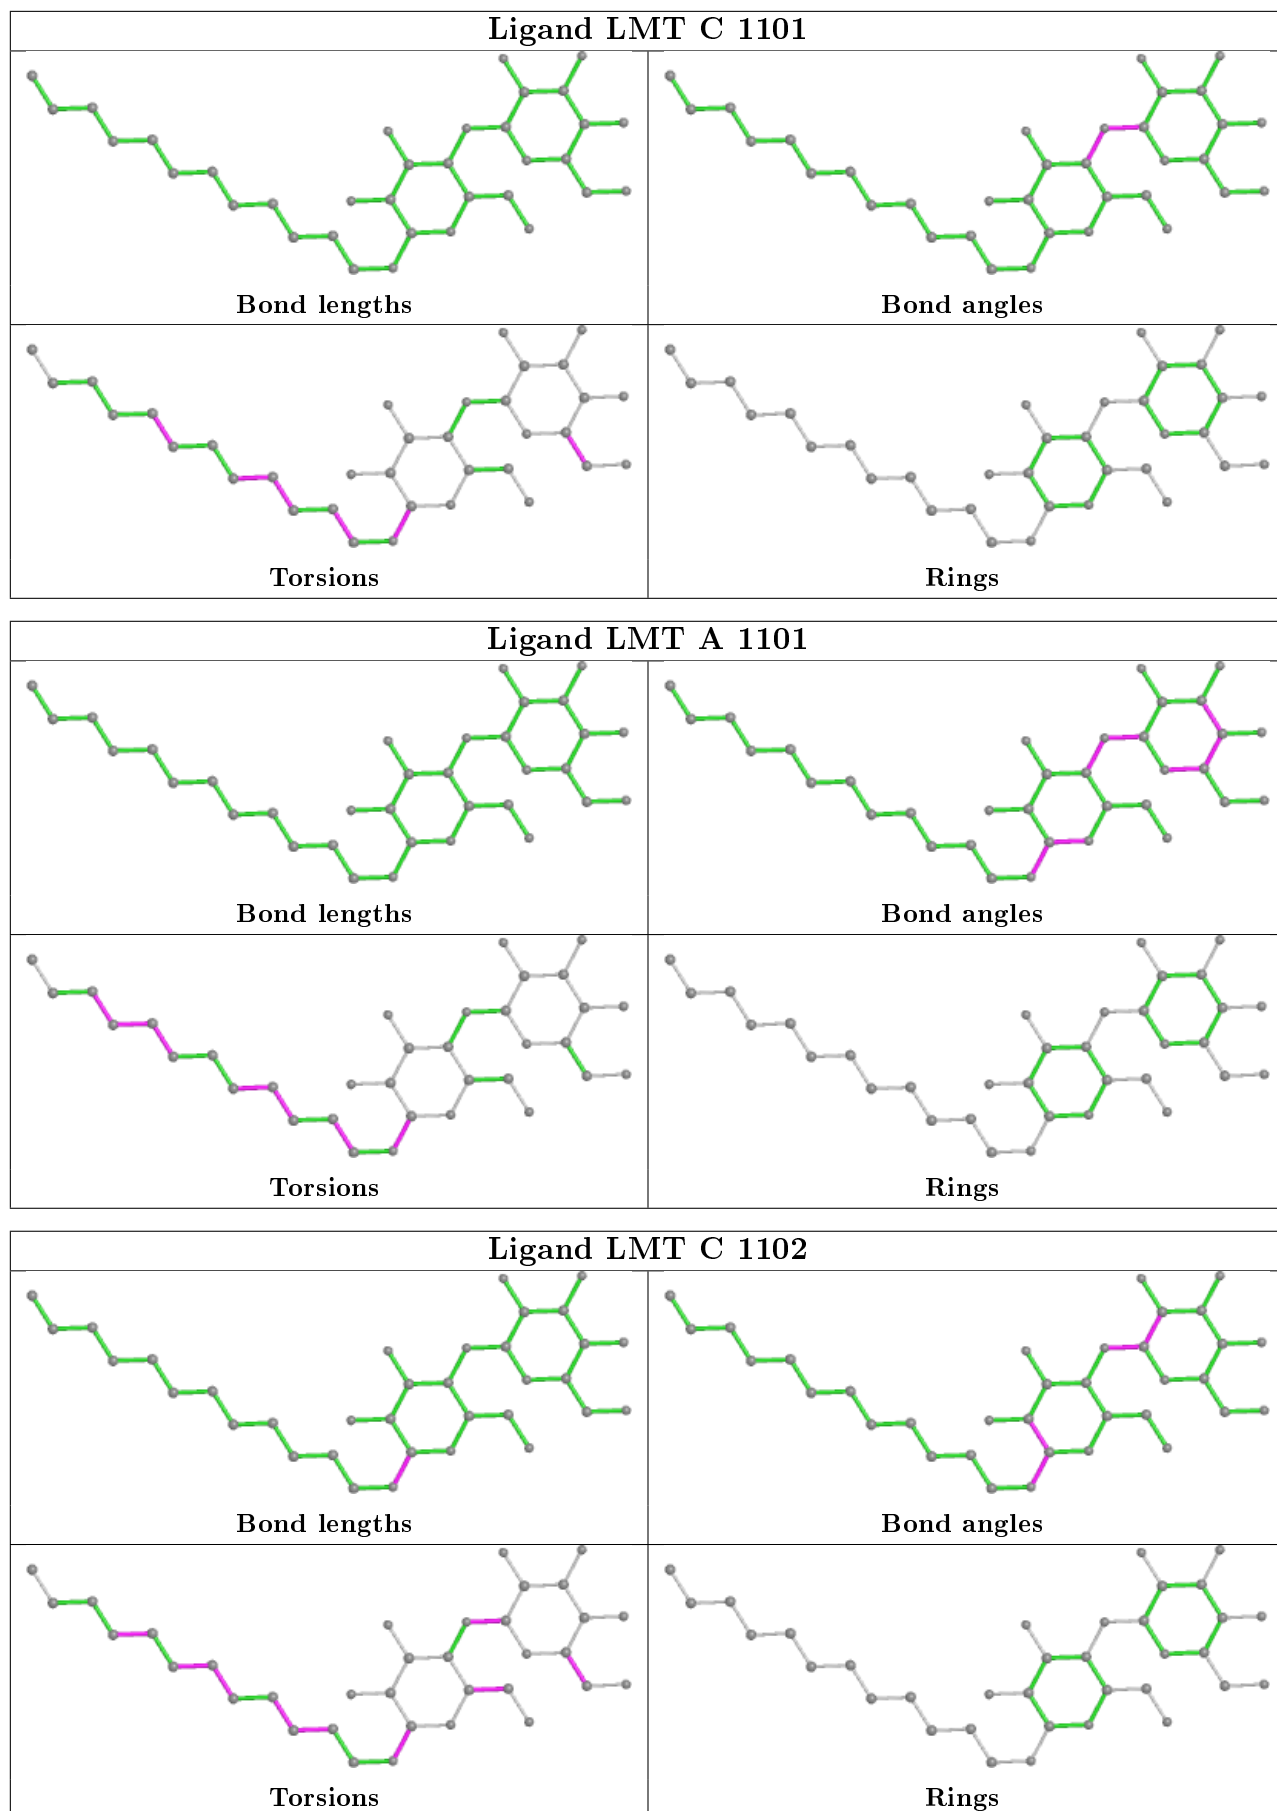 Ligand LMT C 1101
Bond lengths
Bond angles
Torsions
Rings
Ligand LMT A 1101
Bond lengths
Bond angles
Torsions
Rings
Ligand LMT C 1102
Bond lengths
Bond angles
Torsions
Rings